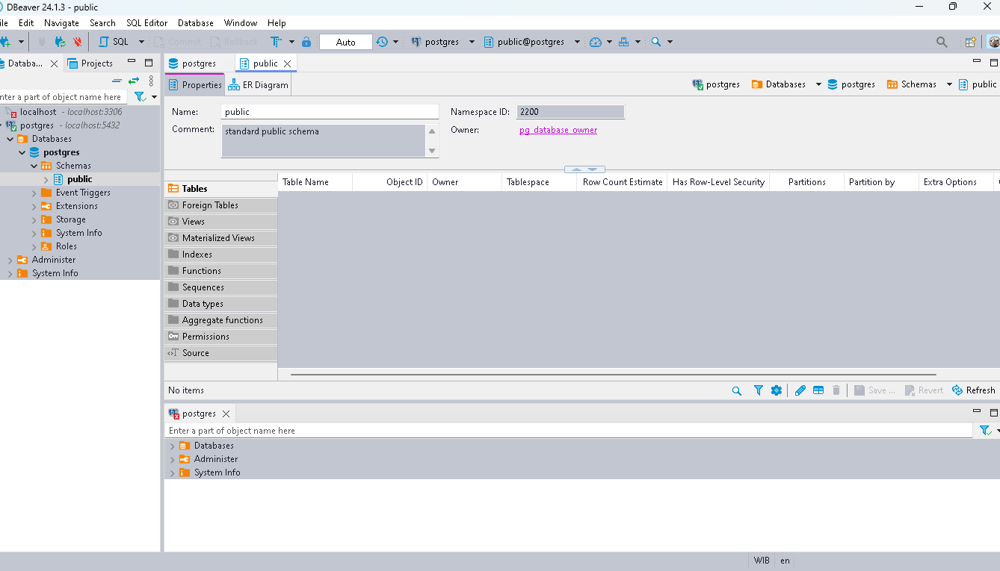 DBeaver 24.1.3 - public
ile Edit Navigate Search SQL Editor Database Window Help
SQL Commit Rollback Auto postgres public@postgres
Databa... Projects
nter a part of object name here
localhost - localhost:3306
postgres - localhost:5432
Databases
postgres
Schemas
public
Event Triggers
Extensions
Storage
System Info
Roles
Administer
System Info
postgres public
Properties ER Diagram postgres Databases postgres Schemas public
Name: public Namespace ID: 2200
Comment: standard public schema Owner: pg_database_owner
Tables
Foreign Tables
Views
Materialized Views
Indexes
Functions
Sequences
Data types
Aggregate functions
Permissions
Source
Table Name Object ID Owner Tablespace Row Count Estimate Has Row-Level Security Partitions Partition by Extra Options
No items Save ... Revert Refresh
postgres
Enter a part of object name here
Databases
Administer
System Info
WIB en